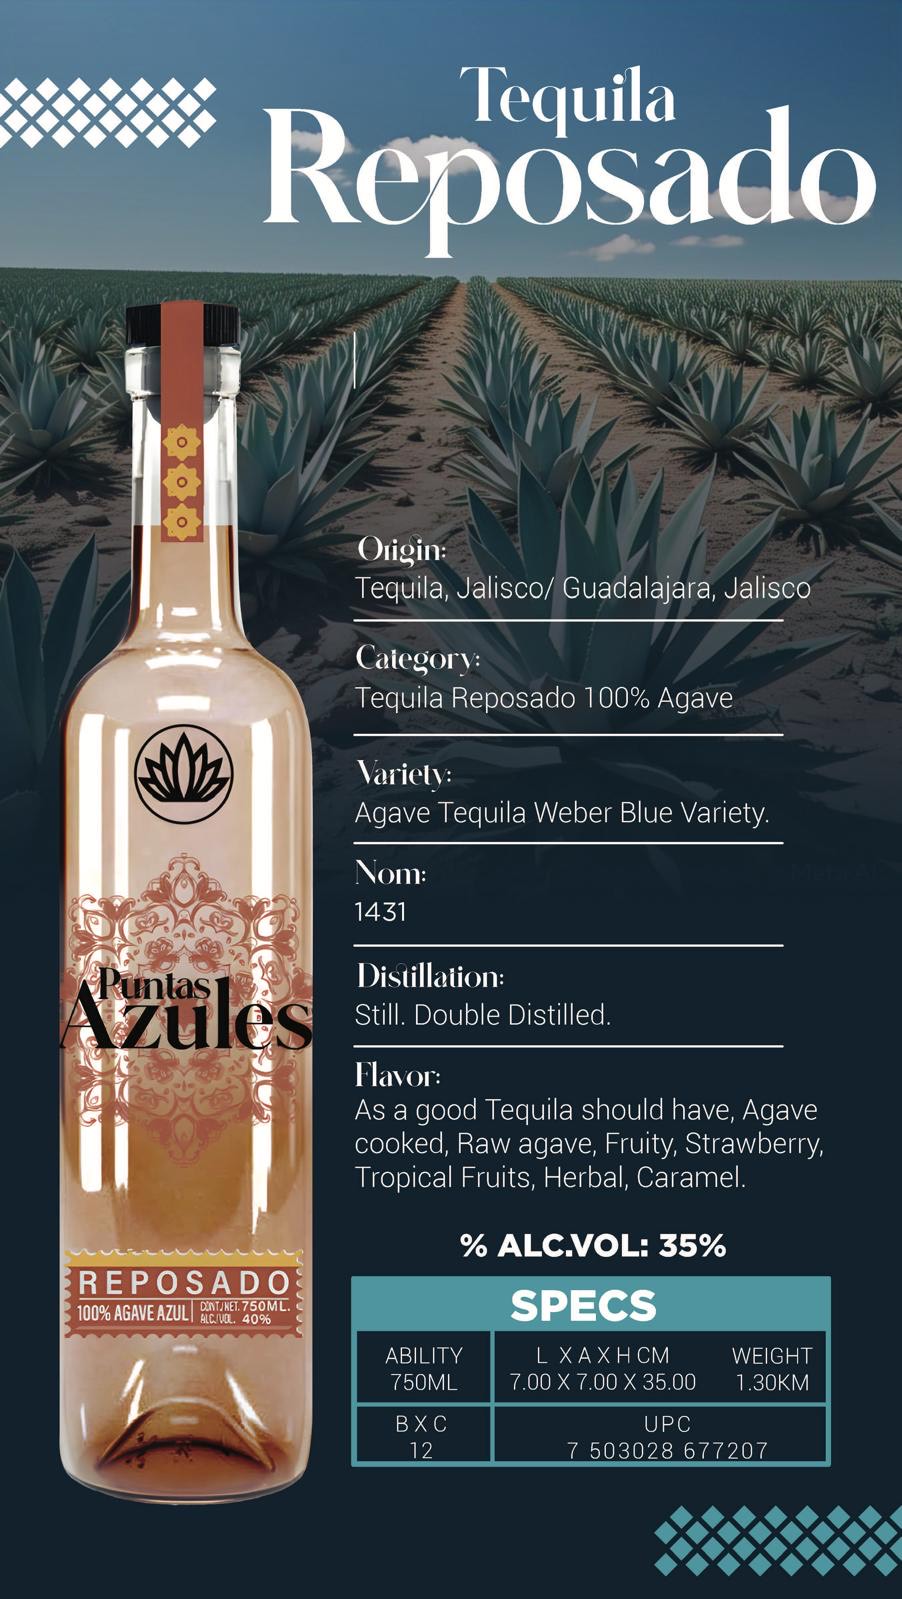 Tequila
Reposado
Origin:
Tequila, Jalisco/ Guadalajara, Jalisco
Category:
Tequila Reposado 100% Agave
Variety:
Agave Tequila Weber Blue Variety.
Nom:
1431
Distillation:
Still. Double Distilled.
Flavor:
As a good Tequila should have, Agave
cooked, Raw agave, Fruity, Strawberry,
Tropical Fruits, Herbal, Caramel.
% ALC.VOL: 35%
SPECS
ABILITY
750ML
L X A X H CM
7.00 X 7.00 X 35.00
WEIGHT
1.30KM
B X C
12
UPC
7 503028 677207
Puntas
Azules
REPOSADO
100% AGAVE AZUL
CONT./NET. 750ML.
ALC./VOL. 40%